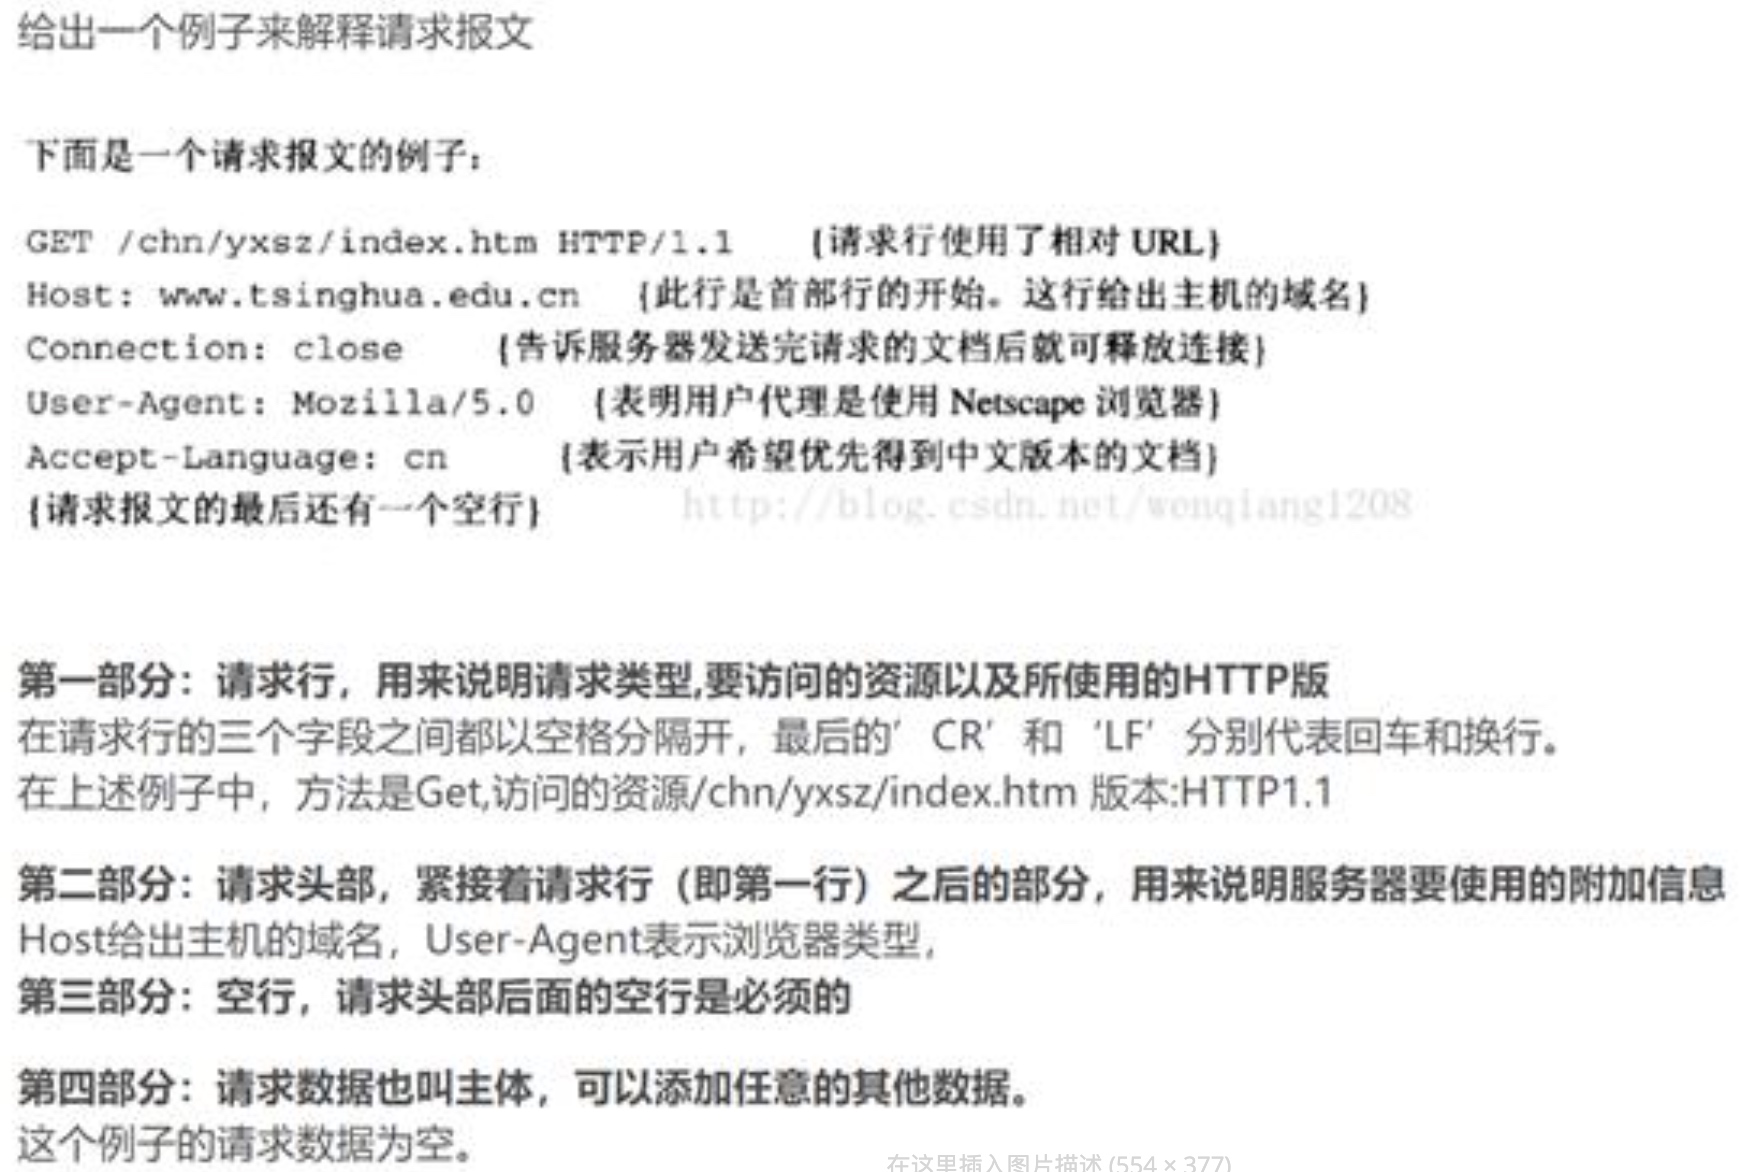 给出一个例子来解释请求报文
下面是一个请求报文的例子：
GET /chn/yxsz/index.htm HTTP/1.1 {请求行使用了相对 URL}
Host: www.tsinghua.edu.cn {此行是首部行的开始。这行给出主机的域名}
Connection: close {告诉服务器发送完请求的文档后就可释放连接}
User-Agent: Mozilla/5.0 {表明用户代理是使用 Netscape 浏览器}
Accept-Language: cn {表示用户希望优先得到中文版本的文档}
{请求报文的最后还有一个空行}
http://blog.csdn.net/wenqiang1208
第一部分：请求行，用来说明请求类型,要访问的资源以及所使用的HTTP版
在请求行的三个字段之间都以空格分隔开，最后的’CR’和‘LF’分别代表回车和换行。
在上述例子中，方法是Get,访问的资源/chn/yxsz/index.htm 版本:HTTP1.1
第二部分：请求头部，紧接着请求行（即第一行）之后的部分，用来说明服务器要使用的附加信息
Host给出主机的域名，User-Agent表示浏览器类型，
第三部分：空行，请求头部后面的空行是必须的
第四部分：请求数据也叫主体，可以添加任意的其他数据。
这个例子的请求数据为空。
在这里插入图片描述 (554 × 377)